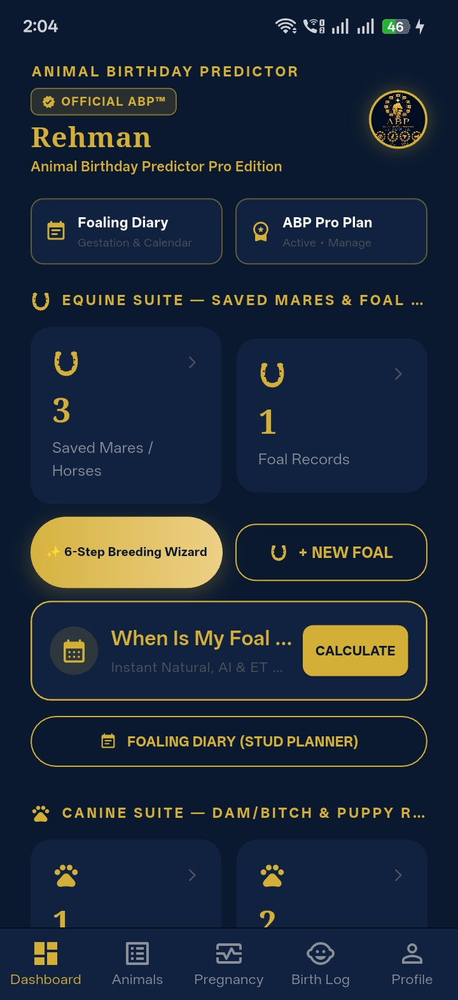 2:04
46
ANIMAL BIRTHDAY PREDICTOR
OFFICIAL ABP™
Rehman
ABP
Animal Birthday Predictor Pro Edition
Foaling Diary
Gestation & Calendar
ABP Pro Plan
Active • Manage
EQUINE SUITE — SAVED MARES & FOAL ...
3
Saved Mares /
Horses
1
Foal Records
✨ 6-Step Breeding Wizard
+ NEW FOAL
When Is My Foal ...
Instant Natural, AI & ET ...
CALCULATE
FOALING DIARY (STUD PLANNER)
CANINE SUITE — DAM/BITCH & PUPPY R...
1
2
Dashboard
Animals
Pregnancy
Birth Log
Profile